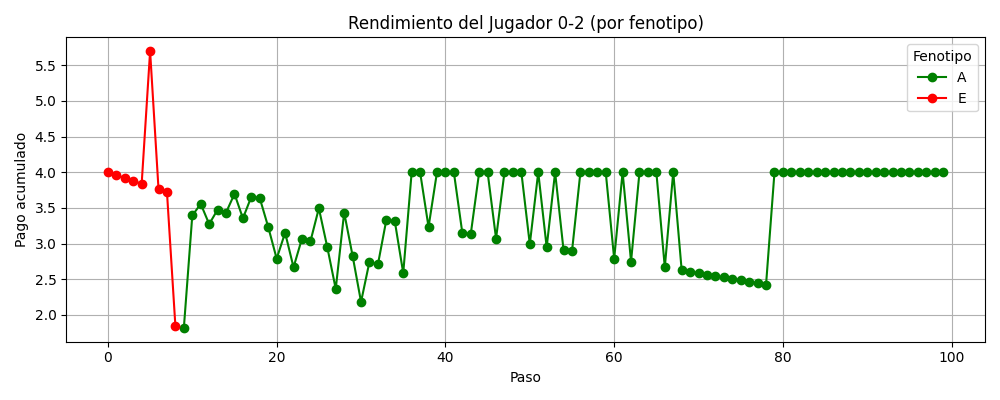 Rendimiento del Jugador 0-2 (por fenotipo)
Pago acumulado
5.5
5.0
4.5
4.0
3.5
3.0
2.5
2.0
Fenotipo
A
E
0 20 40 60 80 100
Paso